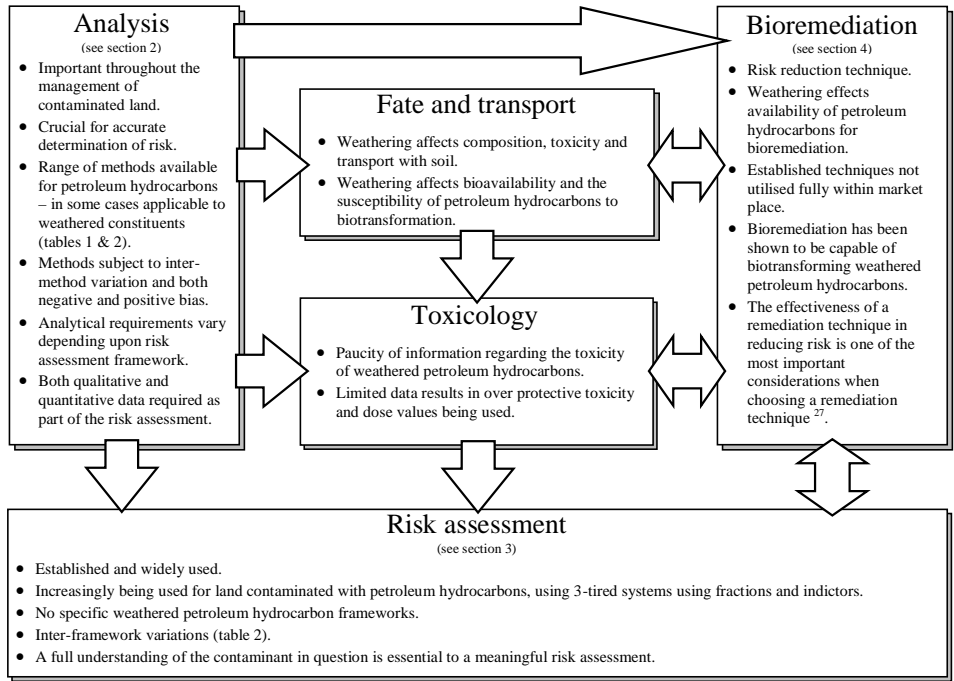 Analysis
(see section 2)
• Important throughout the
management of
contaminated land.
• Crucial for accurate
determination of risk.
• Range of methods available
for petroleum hydrocarbons
– in some cases applicable to
weathered constituents
(tables 1 & 2).
• Methods subject to inter-
method variation and both
negative and positive bias.
• Analytical requirements vary
depending upon risk
assessment framework.
• Both qualitative and
quantitative data required as
part of the risk assessment.
Fate and transport
• Weathering affects composition, toxicity and
transport with soil.
• Weathering affects bioavailability and the
susceptibility of petroleum hydrocarbons to
biotransformation.
Toxicology
• Paucity of information regarding the toxicity
of weathered petroleum hydrocarbons.
• Limited data results in over protective toxicity
and dose values being used.
Bioremediation
(see section 4)
• Risk reduction technique.
• Weathering effects
availability of petroleum
hydrocarbons for
bioremediation.
• Established techniques not
utilised fully within market
place.
• Bioremediation has been
shown to be capable of
biotransforming weathered
petroleum hydrocarbons.
• The effectiveness of a
remediation technique in
reducing risk is one of the
most important
considerations when
choosing a remediation
technique 27.
Risk assessment
(see section 3)
• Established and widely used.
• Increasingly being used for land contaminated with petroleum hydrocarbons, using 3-tired systems using fractions and indictors.
• No specific weathered petroleum hydrocarbon frameworks.
• Inter-framework variations (table 2).
• A full understanding of the contaminant in question is essential to a meaningful risk assessment.